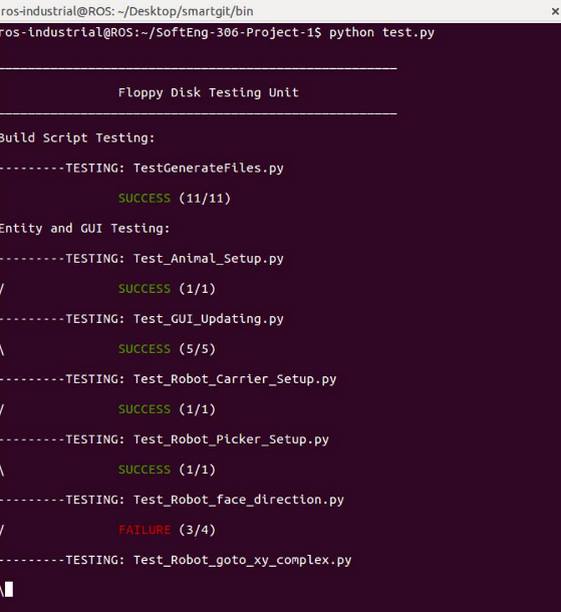 ros-industrial@ROS: ~/Desktop/smartgit/bin ×
ros-industrial@ROS:~/SoftEng-306-Project-1$ python test.py
_____________________________________________________
Floppy Disk Testing Unit
_____________________________________________________
Build Script Testing:
---------TESTING: TestGenerateFiles.py
SUCCESS (11/11)
Entity and GUI Testing:
---------TESTING: Test_Animal_Setup.py
/ SUCCESS (1/1)
---------TESTING: Test_GUI_Updating.py
\ SUCCESS (5/5)
---------TESTING: Test_Robot_Carrier_Setup.py
/ SUCCESS (1/1)
---------TESTING: Test_Robot_Picker_Setup.py
\ SUCCESS (1/1)
---------TESTING: Test_Robot_face_direction.py
/ FAILURE (3/4)
---------TESTING: Test_Robot_goto_xy_complex.py
\